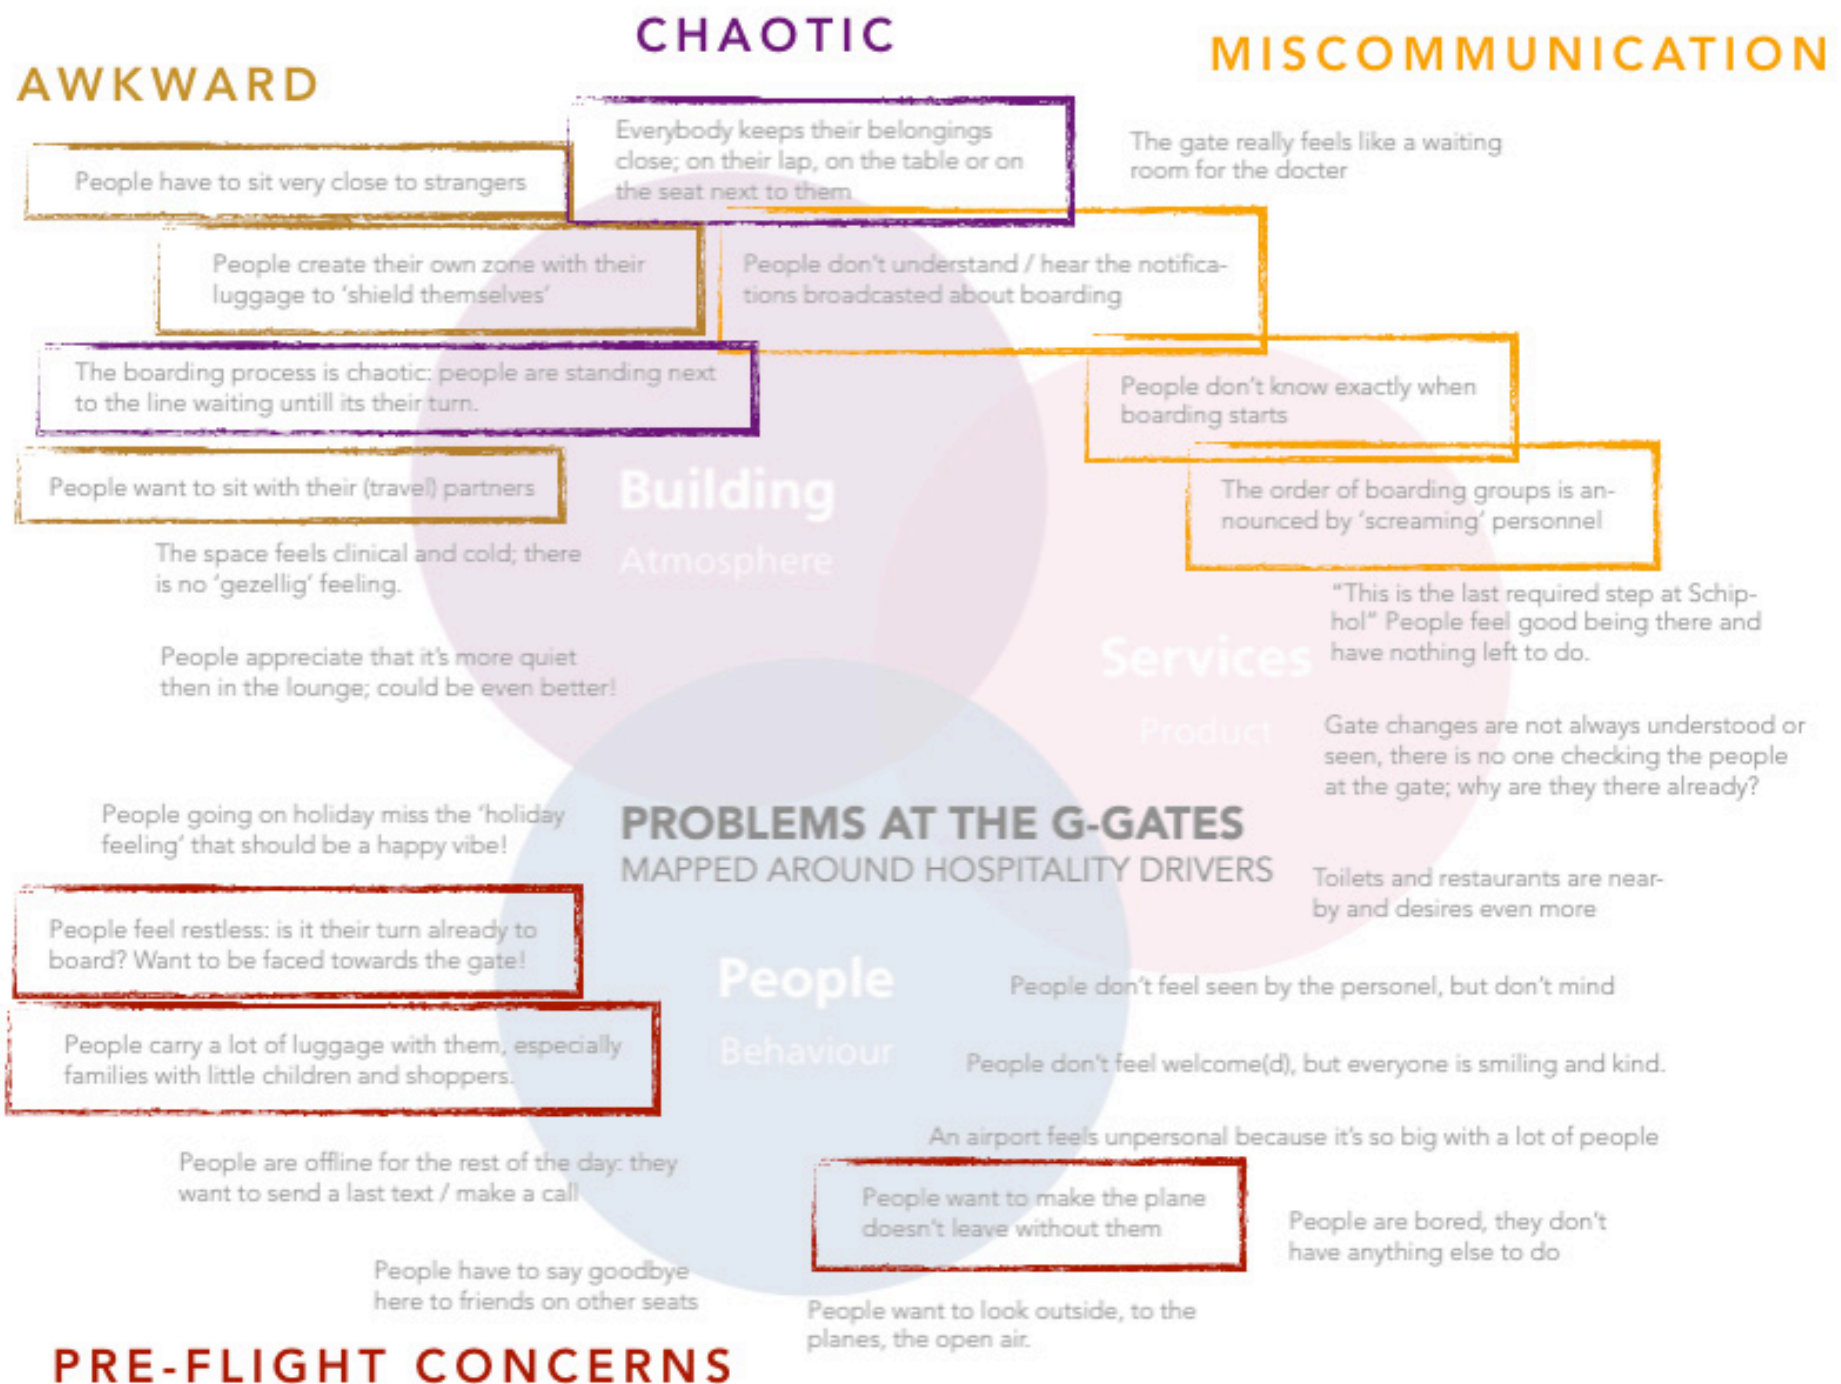 CHAOTIC
MISCOMMUNICATION
AWKWARD
Everybody keeps their belongings
close; on their lap, on the table or on
the seat next to them
The gate really feels like a waiting
room for the docter
People have to sit very close to strangers
People create their own zone with their
luggage to ‘shield themselves’
People don’t understand / hear the notifica-
tions broadcasted about boarding
The boarding process is chaotic: people are standing next
to the line waiting untill its their turn.
People don’t know exactly when
boarding starts
People want to sit with their (travel) partners
The order of boarding groups is an-
nounced by ‘screaming’ personnel
Building
Atmosphere
The space feels clinical and cold; there
is no ‘gezellig’ feeling.
“This is the last required step at Schip-
hol” People feel good being there and
have nothing left to do.
People appreciate that it’s more quiet
then in the lounge; could be even better!
Services
Product
Gate changes are not always understood or
seen, there is no one checking the people
at the gate; why are they there already?
People going on holiday miss the ‘holiday
feeling’ that should be a happy vibe!
PROBLEMS AT THE G-GATES
MAPPED AROUND HOSPITALITY DRIVERS
Toilets and restaurants are near-
by and desires even more
People feel restless: is it their turn already to
board? Want to be faced towards the gate!
People
Behaviour
People don’t feel seen by the personel, but don’t mind
People carry a lot of luggage with them, especially
families with little children and shoppers.
People don’t feel welcome(d), but everyone is smiling and kind.
An airport feels unpersonal because it’s so big with a lot of people
People are offline for the rest of the day: they
want to send a last text / make a call
People want to make the plane
doesn’t leave without them
People are bored, they don’t
have anything else to do
People have to say goodbye
here to friends on other seats
People want to look outside, to the
planes, the open air.
PRE-FLIGHT CONCERNS